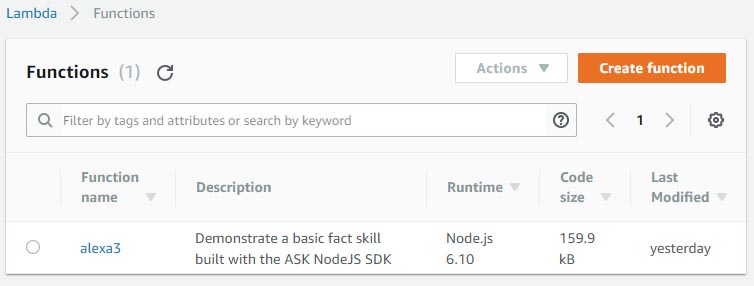 Lambda > Functions
Functions (1)
Actions
Create function
Filter by tags and attributes or search by keyword
1
Function name
Description
Runtime
Code size
Last Modified
alexa3
Demonstrate a basic fact skill
built with the ASK NodeJS SDK
Node.js
6.10
159.9
kB
yesterday